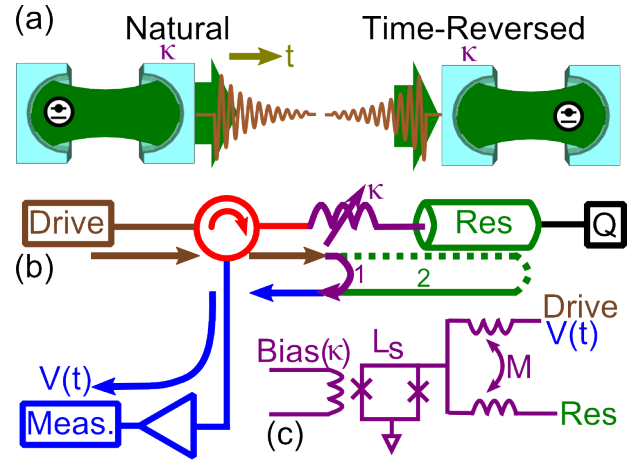 (a)
Natural
Time-Reversed
κ
t
κ
Drive
κ
Res
Q
(b)
1
2
V(t)
Meas.
(c)
Bias(κ)
Ls
Drive
V(t)
M
Res